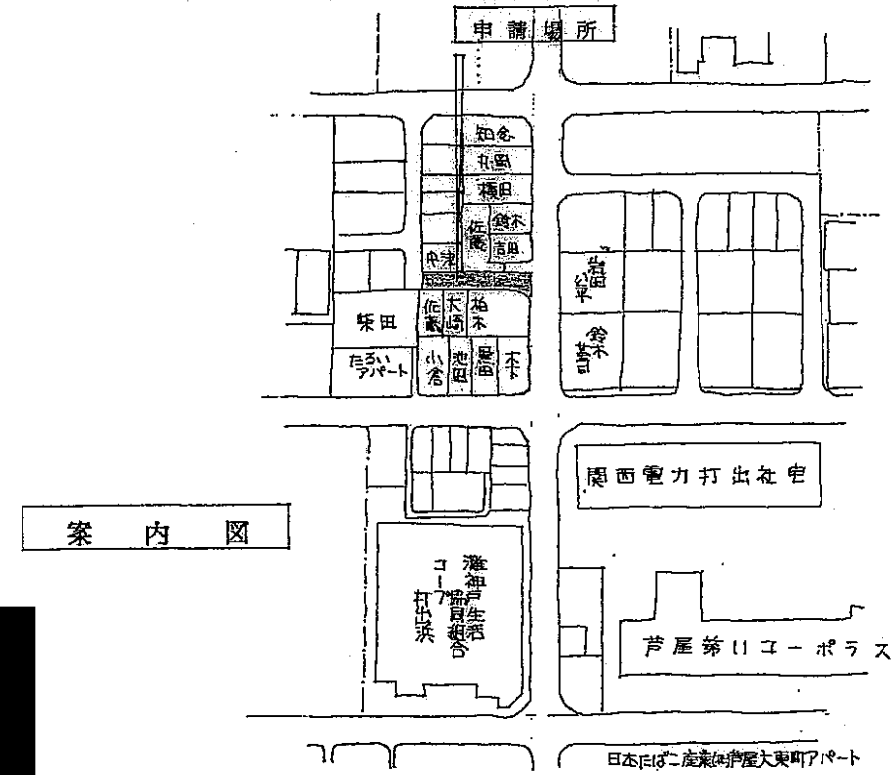 申請場所
知念
丸岡
横田
鈴木
佐藤
吉田
中津
岩田
公平
柴田
佐藤
大崎
柏木
鈴木
たるい
アパート
小倉
池田
黒田
木下
関西電力打出社宅
案内図
灘神戸生活
協同組合
コープ
打出浜
芦屋第11コーポラス
日本たばこ産業㈱芦屋大東町アパート